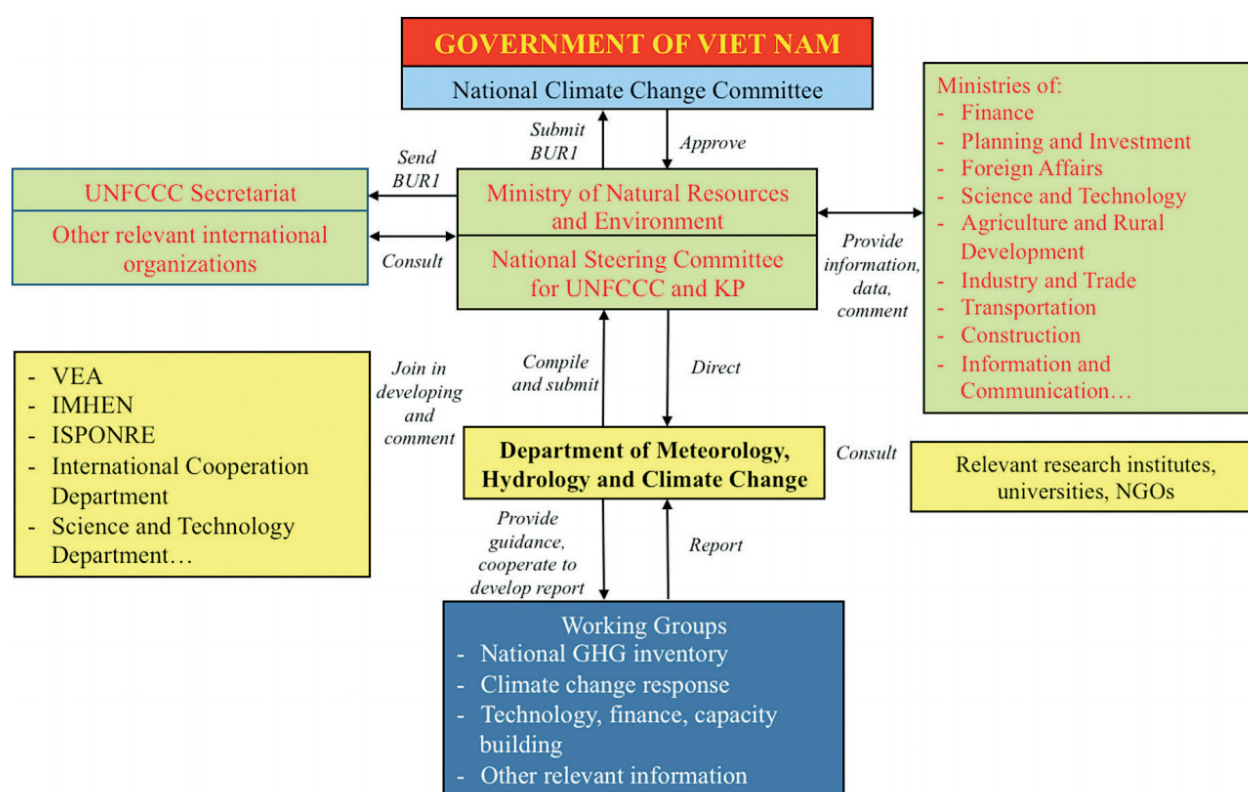 GOVERNMENT OF VIET NAM
National Climate Change Committee
Submit
BUR1
Approve
Send
BUR1
UNFCCC Secretariat
Other relevant international
organizations
Consult
Ministry of Natural Resources
and Environment
National Steering Committee
for UNFCCC and KP
Provide
information,
data,
comment
Ministries of:
- Finance
- Planning and Investment
- Foreign Affairs
- Science and Technology
- Agriculture and Rural
Development
- Industry and Trade
- Transportation
- Construction
- Information and
Communication…
- VEA
- IMHEN
- ISPONRE
- International Cooperation
Department
- Science and Technology
Department…
Join in
developing
and
comment
Compile
and submit
Direct
Department of Meteorology,
Hydrology and Climate Change
Consult
Relevant research institutes,
universities, NGOs
Provide
guidance,
cooperate to
develop report
Report
Working Groups
- National GHG inventory
- Climate change response
- Technology, finance, capacity
building
- Other relevant information